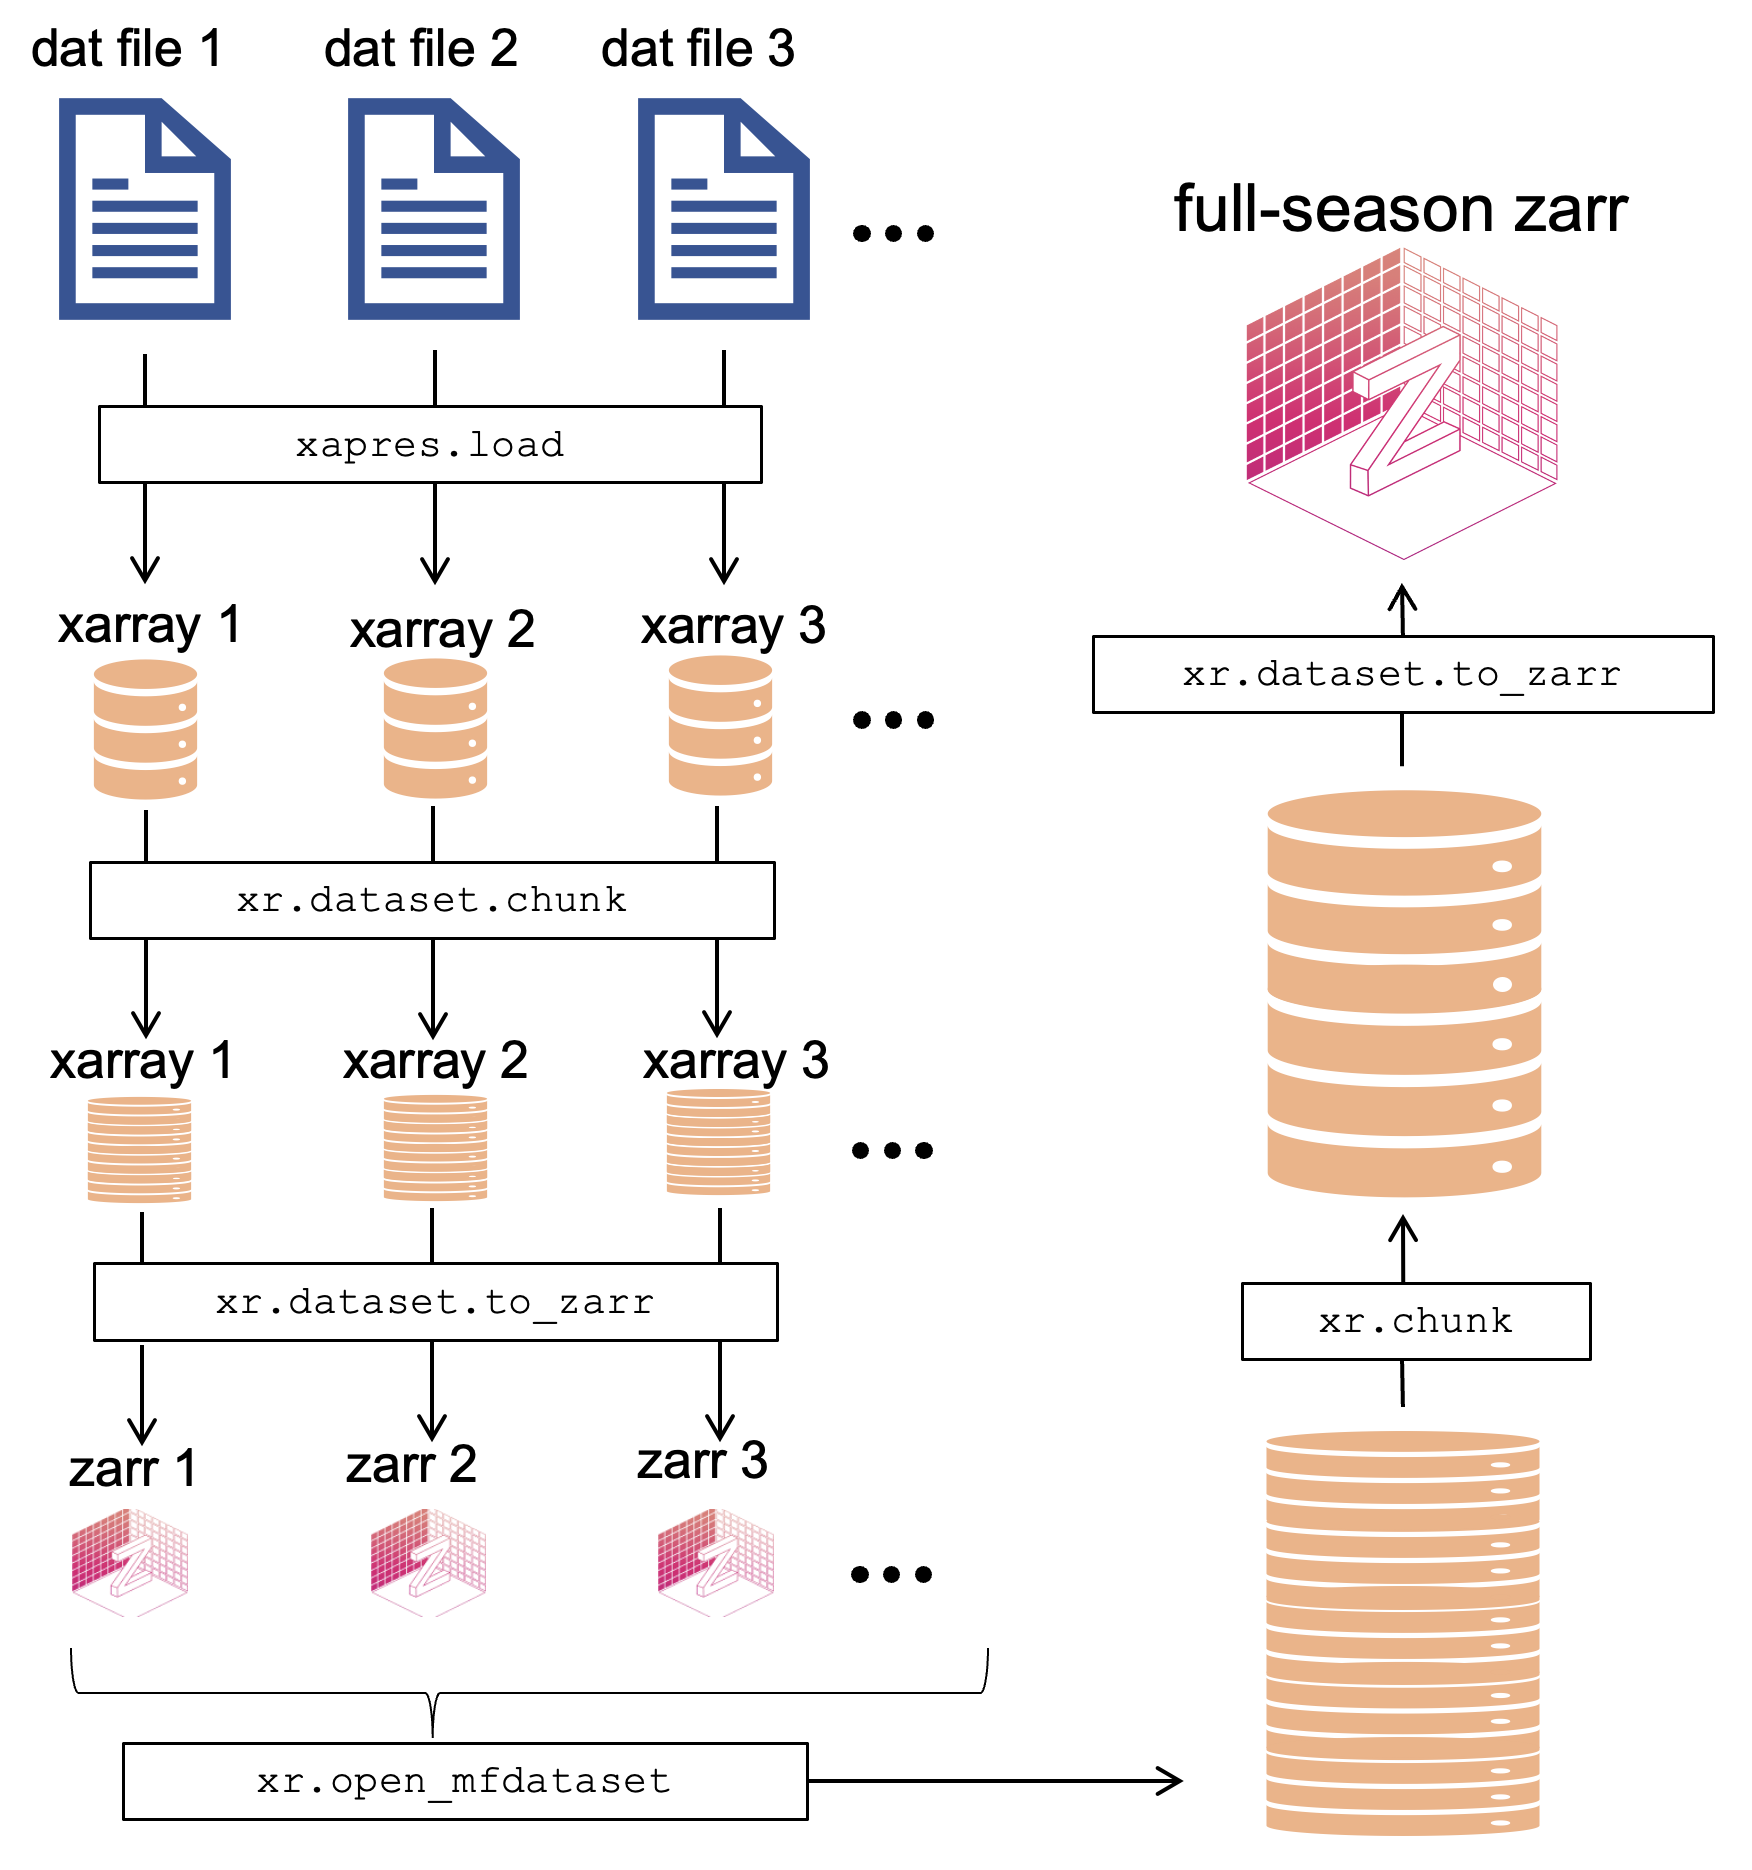 dat file 1
dat file 2
dat file 3
xapres.load
xarray 1
xarray 2
xarray 3
xr.dataset.chunk
xarray 1
xarray 2
xarray 3
xr.dataset.to_zarr
zarr 1
zarr 2
zarr 3
xr.open_mfdataset
xr.chunk
xr.dataset.to_zarr
full-season zarr